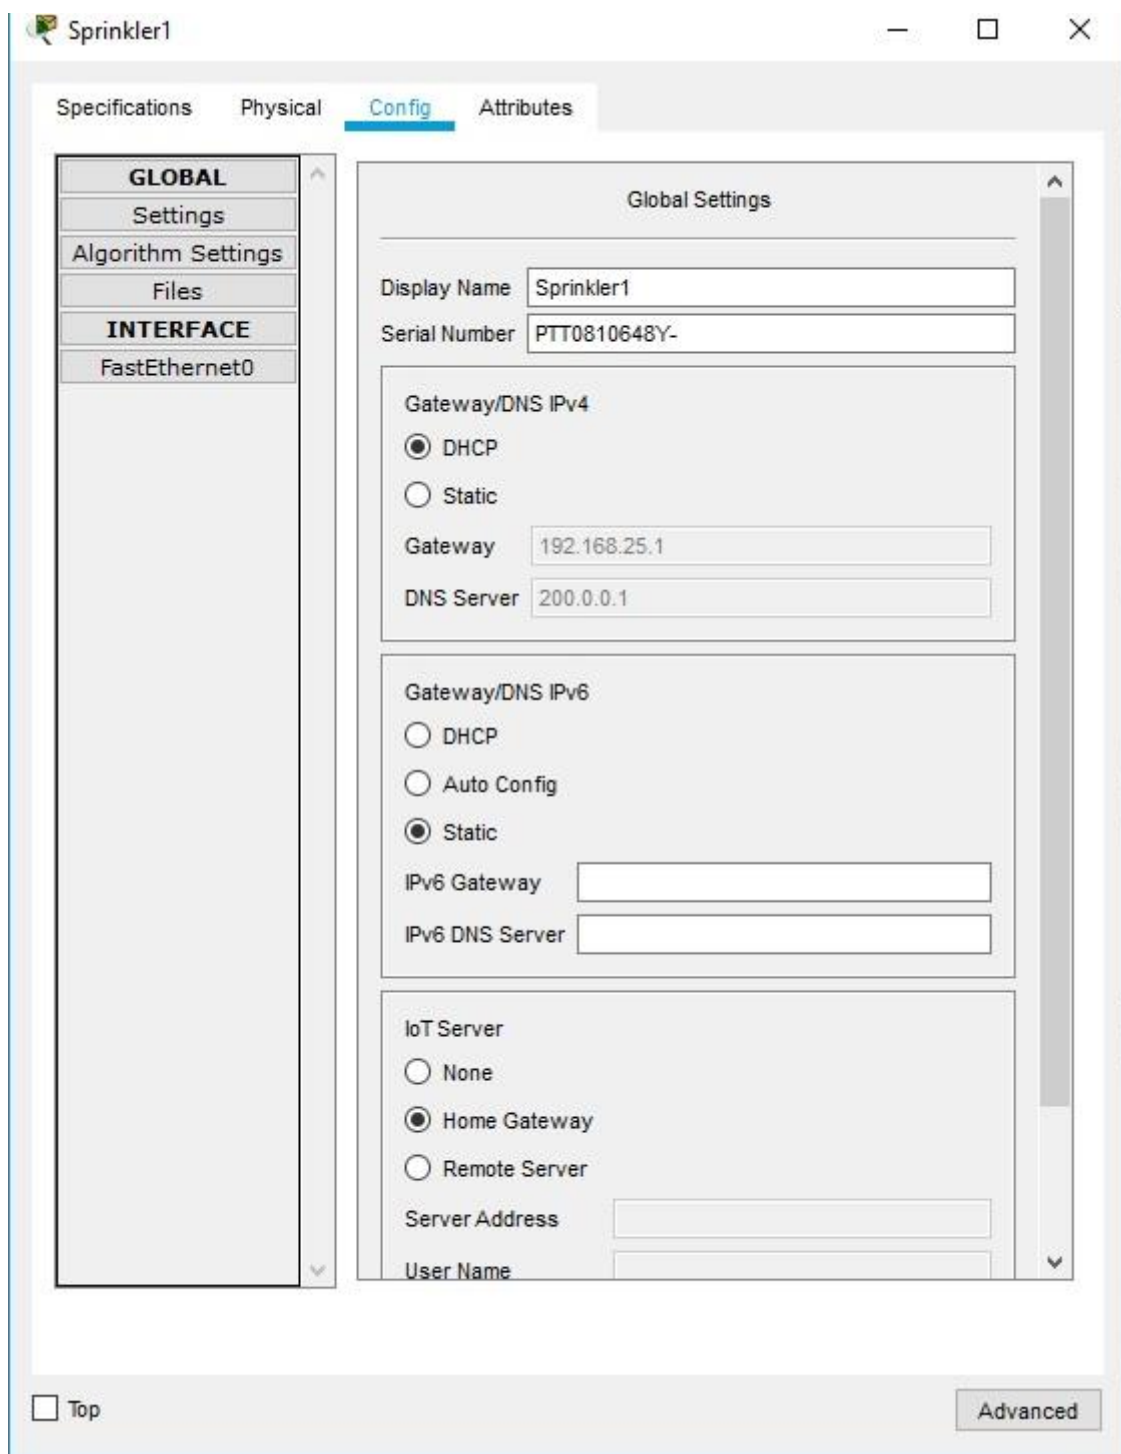 Sprinkler1
Specifications Physical Config Attributes
GLOBAL
Settings
Algorithm Settings
Files
INTERFACE
FastEthernet0
Global Settings
Display Name Sprinkler1
Serial Number PTT0810648Y-
Gateway/DNS IPv4
DHCP
Static
Gateway 192.168.25.1
DNS Server 200.0.0.1
Gateway/DNS IPv6
DHCP
Auto Config
Static
IPv6 Gateway
IPv6 DNS Server
IoT Server
None
Home Gateway
Remote Server
Server Address
User Name
Top Advanced